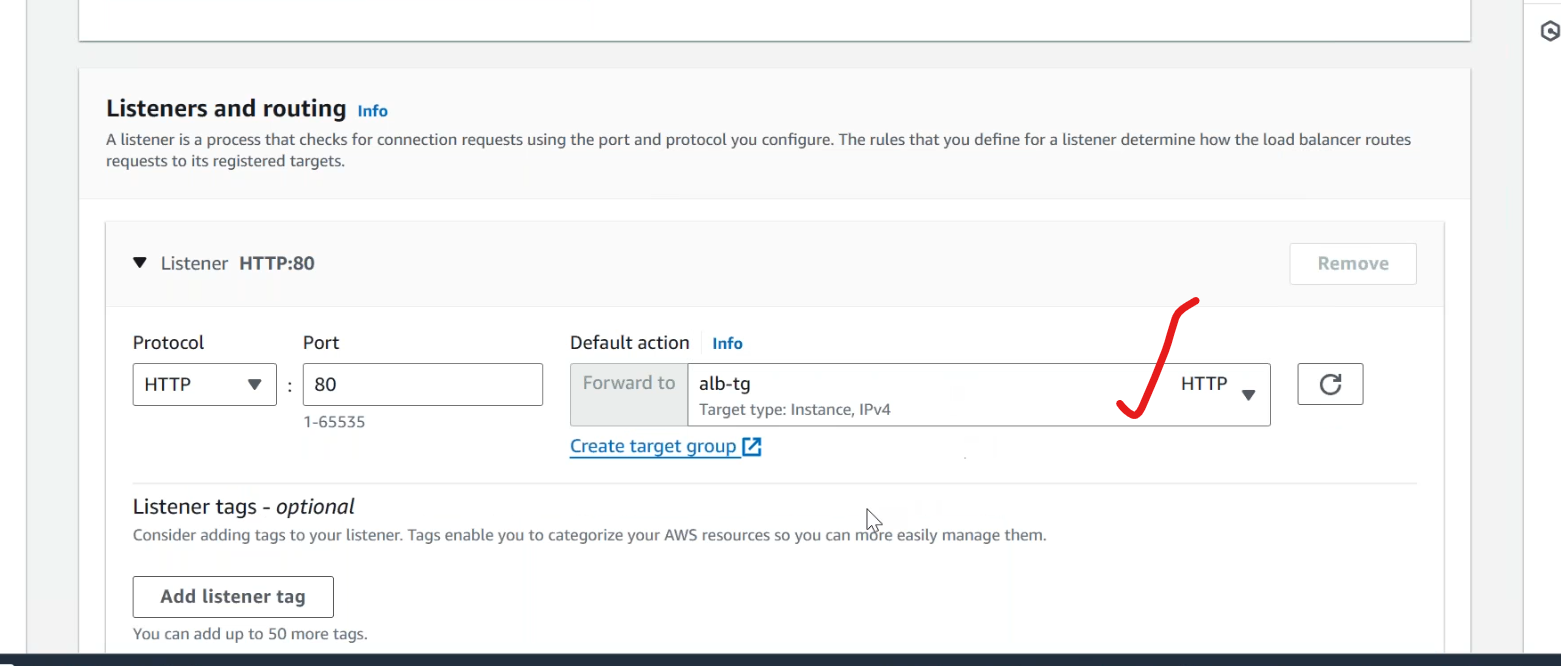 Listeners and routing Info
A listener is a process that checks for connection requests using the port and protocol you configure. The rules that you define for a listener determine how the load balancer routes
requests to its registered targets.
Listener HTTP:80
Remove
Protocol
Port
Default action Info
HTTP
:
80
Forward to
alb-tg
HTTP
Target type: Instance, IPv4
1-65535
Create target group
Listener tags - optional
Consider adding tags to your listener. Tags enable you to categorize your AWS resources so you can more easily manage them.
Add listener tag
You can add up to 50 more tags.